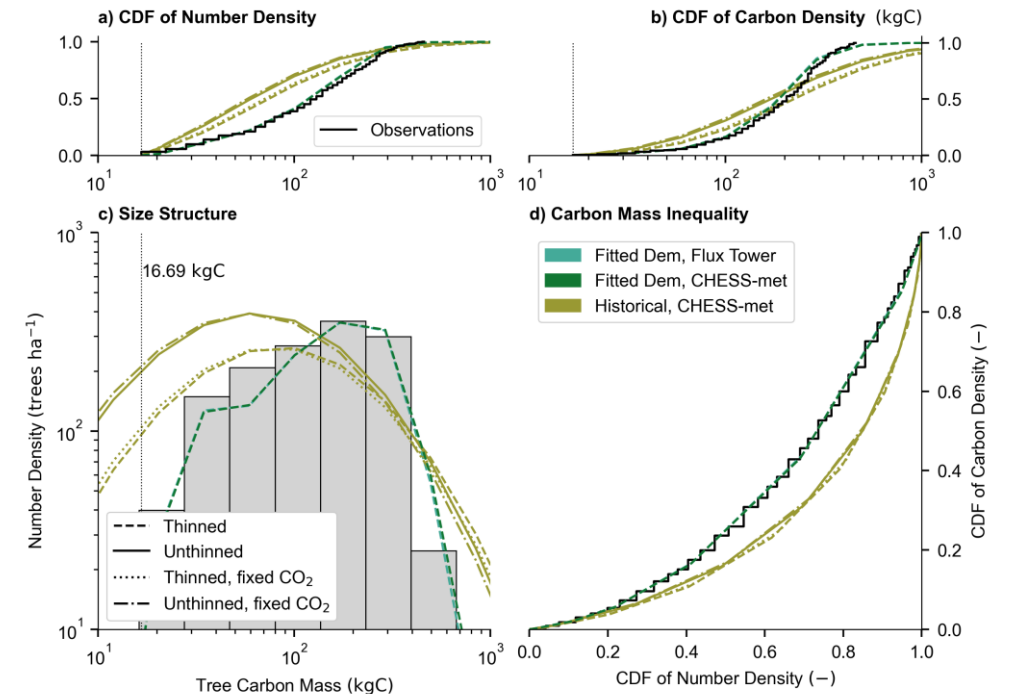 a) CDF of Number Density
b) CDF of Carbon Density (kgC)
1.0
0.5
0.0
Observations
10¹
10²
10³
1.0
0.5
0.0
10¹
10²
10³
c) Size Structure
d) Carbon Mass Inequality
10³
10²
10¹
Number Density (trees ha⁻¹)
16.69 kgC
Thinned
Unthinned
Thinned, fixed CO₂
Unthinned, fixed CO₂
10¹
10²
10³
Tree Carbon Mass (kgC)
Fitted Dem, Flux Tower
Fitted Dem, CHESS-met
Historical, CHESS-met
1.0
0.8
0.6
0.4
0.2
0.0
CDF of Carbon Density (−)
0.0
0.2
0.4
0.6
0.8
1.0
CDF of Number Density (−)